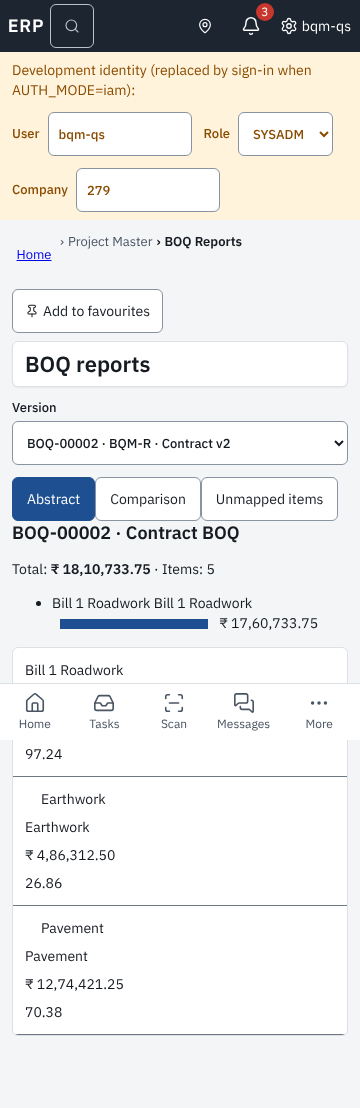 ERP
3
bqm-qs
Development identity (replaced by sign-in when
AUTH_MODE=iam):
User bqm-qs Role SYSADM
Company 279
Home › Project Master › BOQ Reports
Add to favourites
BOQ reports
Version
BOQ-00002 · BQM-R · Contract v2
Abstract Comparison Unmapped items
BOQ-00002 · Contract BOQ
Total: ₹ 18,10,733.75 · Items: 5
• Bill 1 Roadwork Bill 1 Roadwork
₹ 17,60,733.75
Bill 1 Roadwork
Home Tasks Scan Messages More
97.24
Earthwork
Earthwork
₹ 4,86,312.50
26.86
Pavement
Pavement
₹ 12,74,421.25
70.38